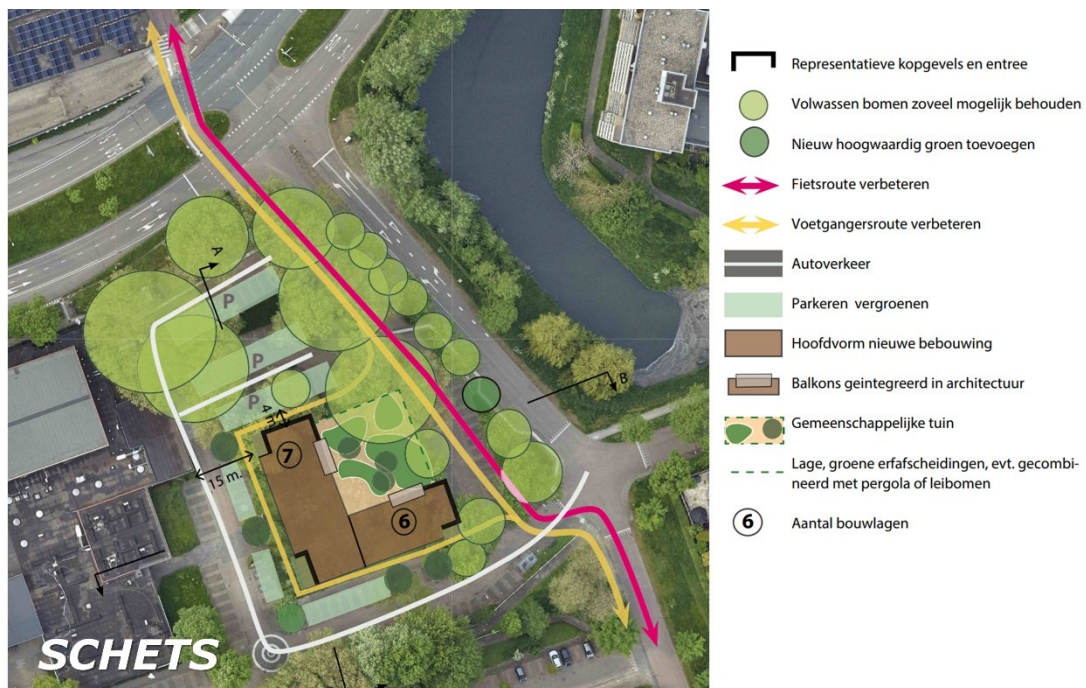 Representatieve kopgevels en entree
Volwassen bomen zoveel mogelijk behouden
Nieuw hoogwaardig groen toevoegen
Fietsroute verbeteren
Voetgangersroute verbeteren
Autoverkeer
Parkeren  vergroenen
Hoofdvorm nieuwe bebouwing
Balkons geintegreerd in architectuur
Gemeenschappelijke tuin
Lage, groene erfafscheidingen, evt. gecombi-
neerd met pergola of leibomen
6
Aantal bouwlagen
A
P
P
P
4 m.
B
7
15 m.
6
SCHETS